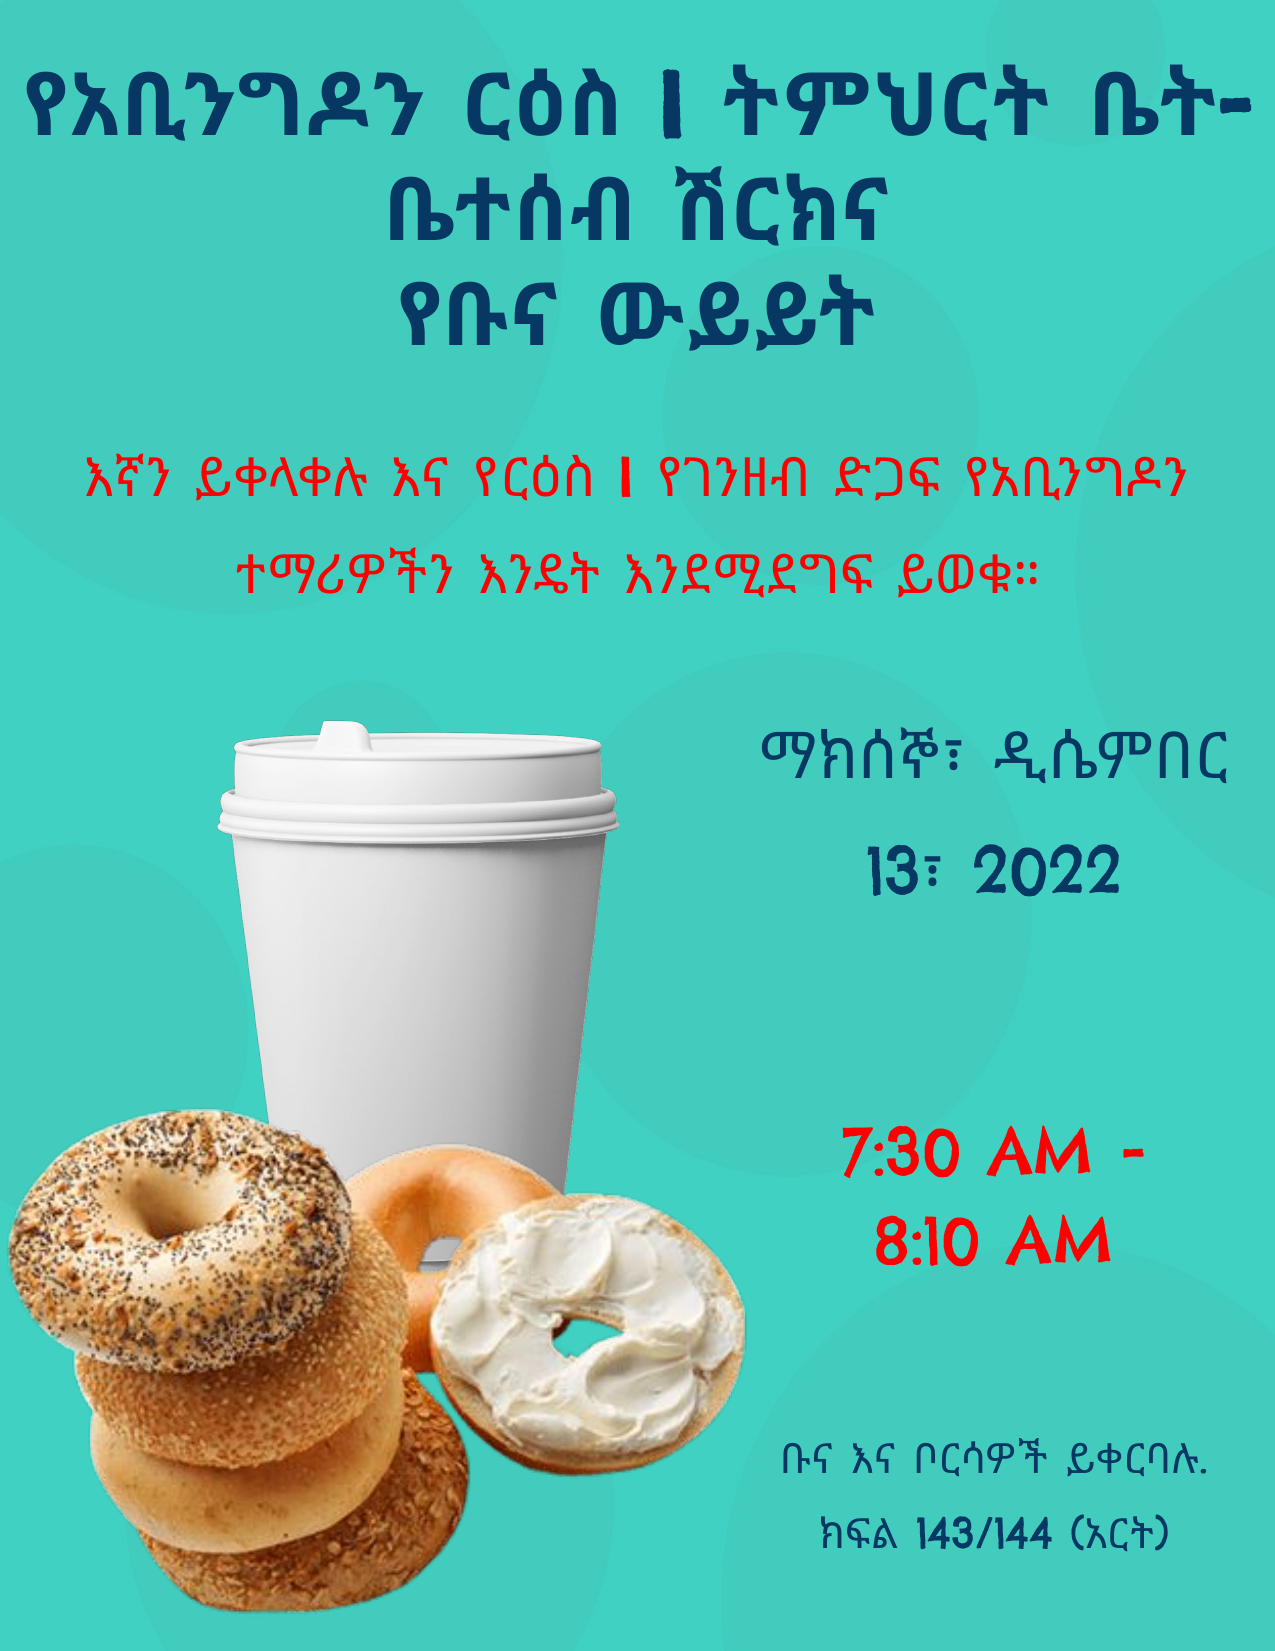 የአቢንግዶን ርዕስ I ትምህርት ቤት-
ቤተሰብ ሽርክና
የቡና ውይይት
እኛን ይቀላቀሉ እና የርዕስ I የገንዘብ ድጋፍ የአቢንግዶን
ተማሪዎችን እንዴት እንደሚደግፍ ይወቁ።
ማክሰኞ፣ ዲሴምበር
13፣ 2022
7:30 AM -
8:10 AM
ቡና እና ቦርሳዎች ይቀርባሉ.
ክፍል 143/144 (አርት)